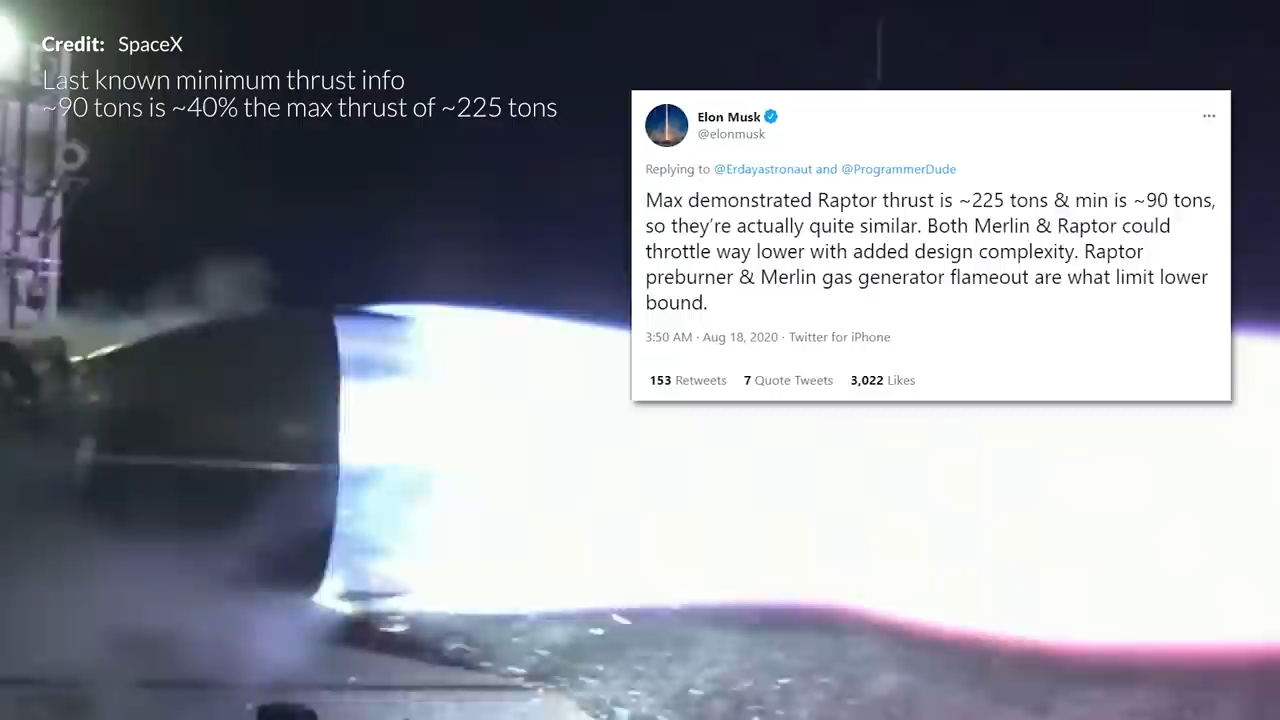 Credit: SpaceX
Last known minimum thrust info
~90 tons is ~40% the max thrust of ~225 tons
Elon Musk
@elonmusk
Replying to @Erdayastronaut and @ProgrammerDude
Max demonstrated Raptor thrust is ~225 tons & min is ~90 tons,
so they’re actually quite similar. Both Merlin & Raptor could
throttle way lower with added design complexity. Raptor
preburner & Merlin gas generator flameout are what limit lower
bound.
3:50 AM · Aug 18, 2020 · Twitter for iPhone
153 Retweets 7 Quote Tweets 3,022 Likes